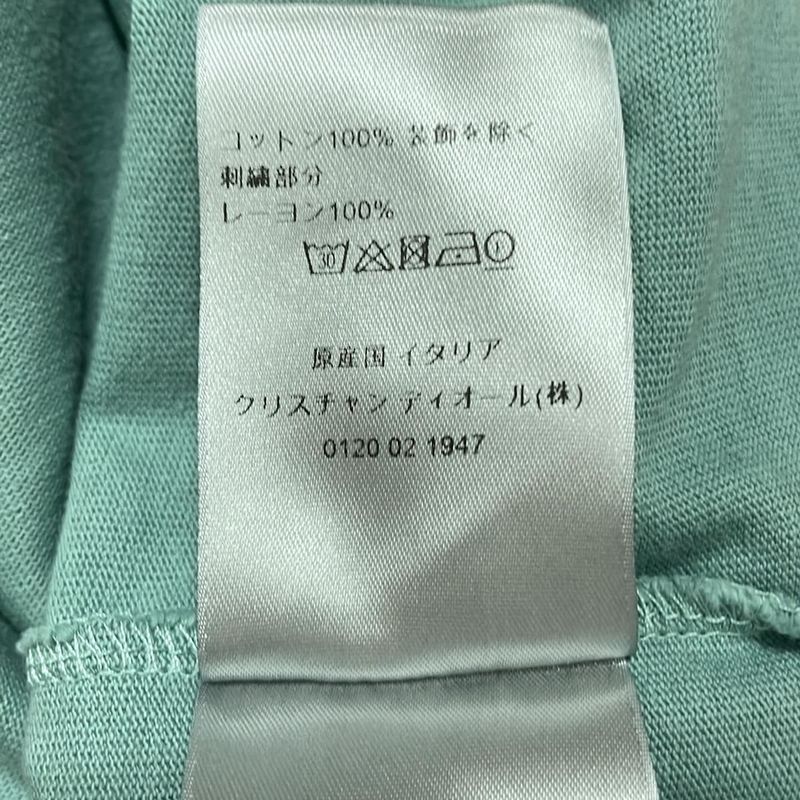 コットン100% 装飾を除く
刺繍部分
レーヨン100%
30
原産国 イタリア
クリスチャン ディオール(株)
0120 02 1947